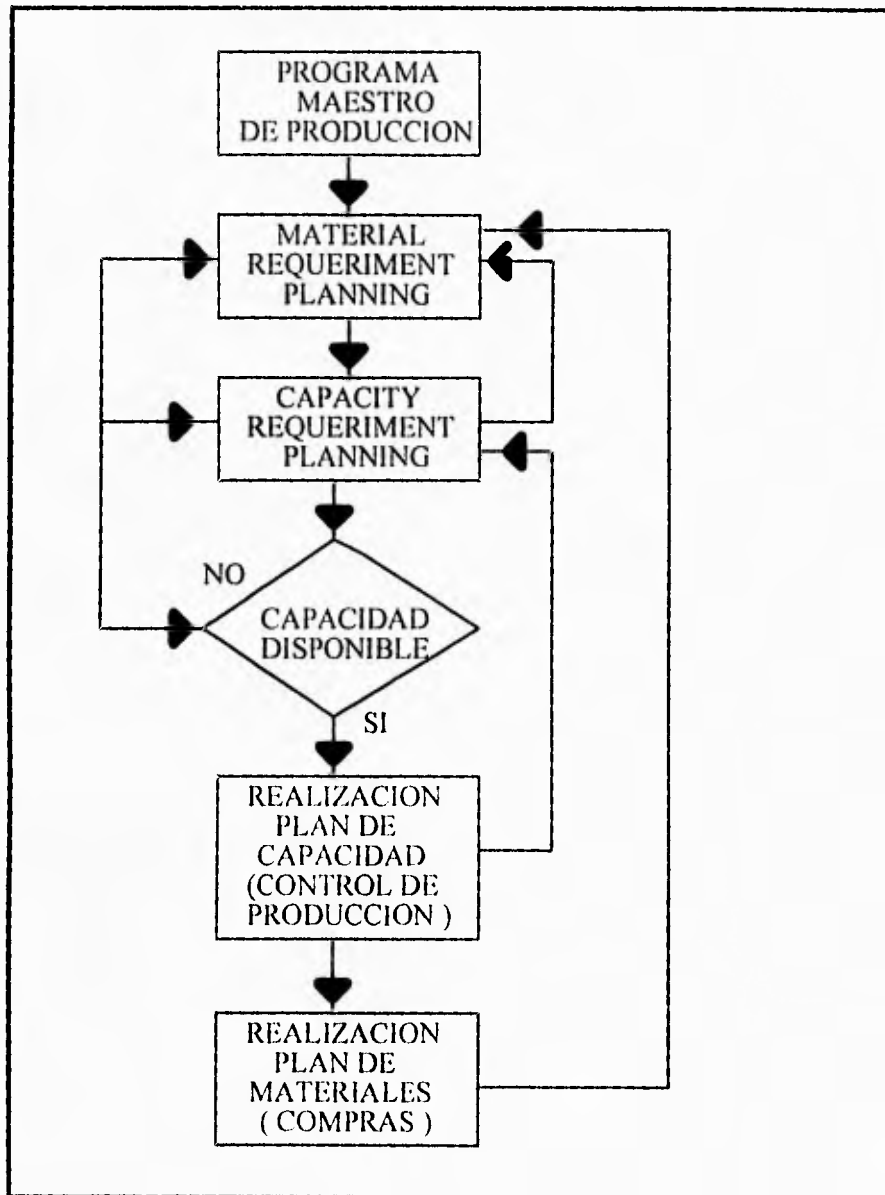 PROGRAMA
MAESTRO
DE PRODUCCION
MATERIAL
REQUERIMENT
PLANNING
CAPACITY
REQUERIMENT
PLANNING
NO
CAPACIDAD
DISPONIBLE
SI
REALIZACION
PLAN DE
CAPACIDAD
(CONTROL DE
PRODUCCION )
REALIZACION
PLAN DE
MATERIALES
( COMPRAS )